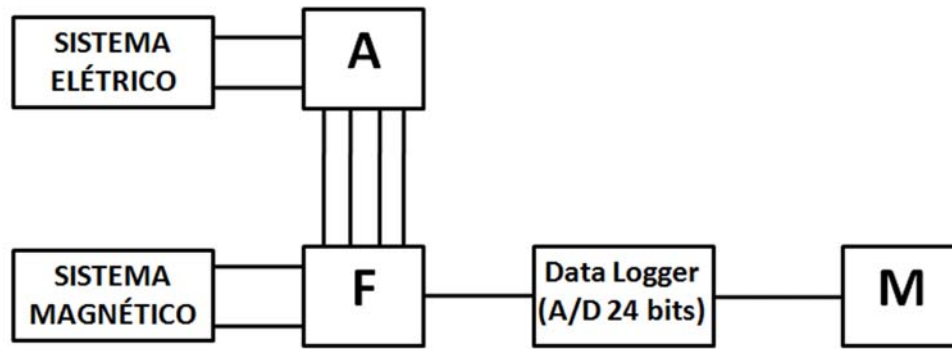 SISTEMA
ELÉTRICO
A
SISTEMA
MAGNÉTICO
F
Data Logger
(A/D 24 bits)
M